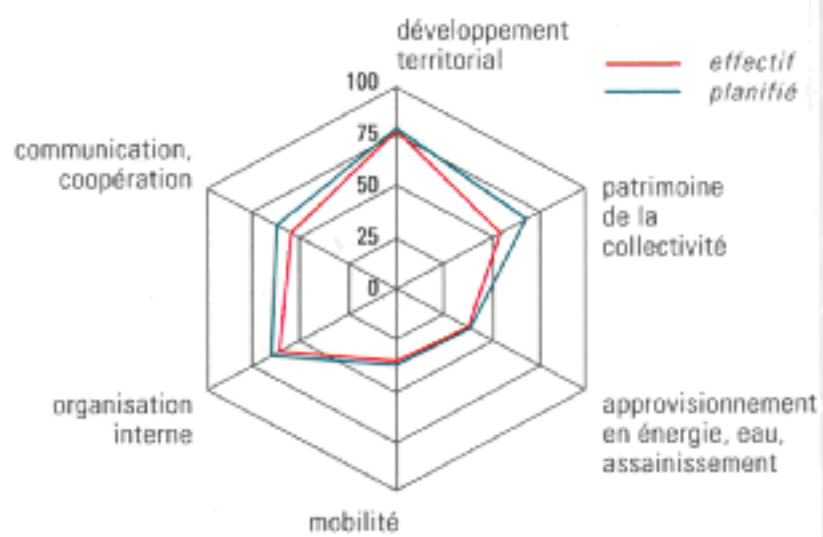 développement
territorial
effectif
planifié
100
75
50
25
0
communication,
coopération
patrimoine
de la
collectivité
organisation
interne
approvisionnement
en énergie, eau,
assainissement
mobilité